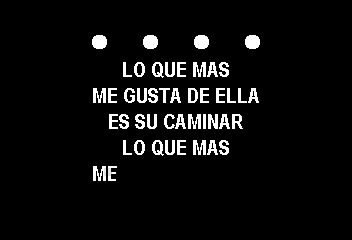 LO QUE MAS
ME GUSTA DE ELLA
ES SU CAMINAR
LO QUE MAS
ME